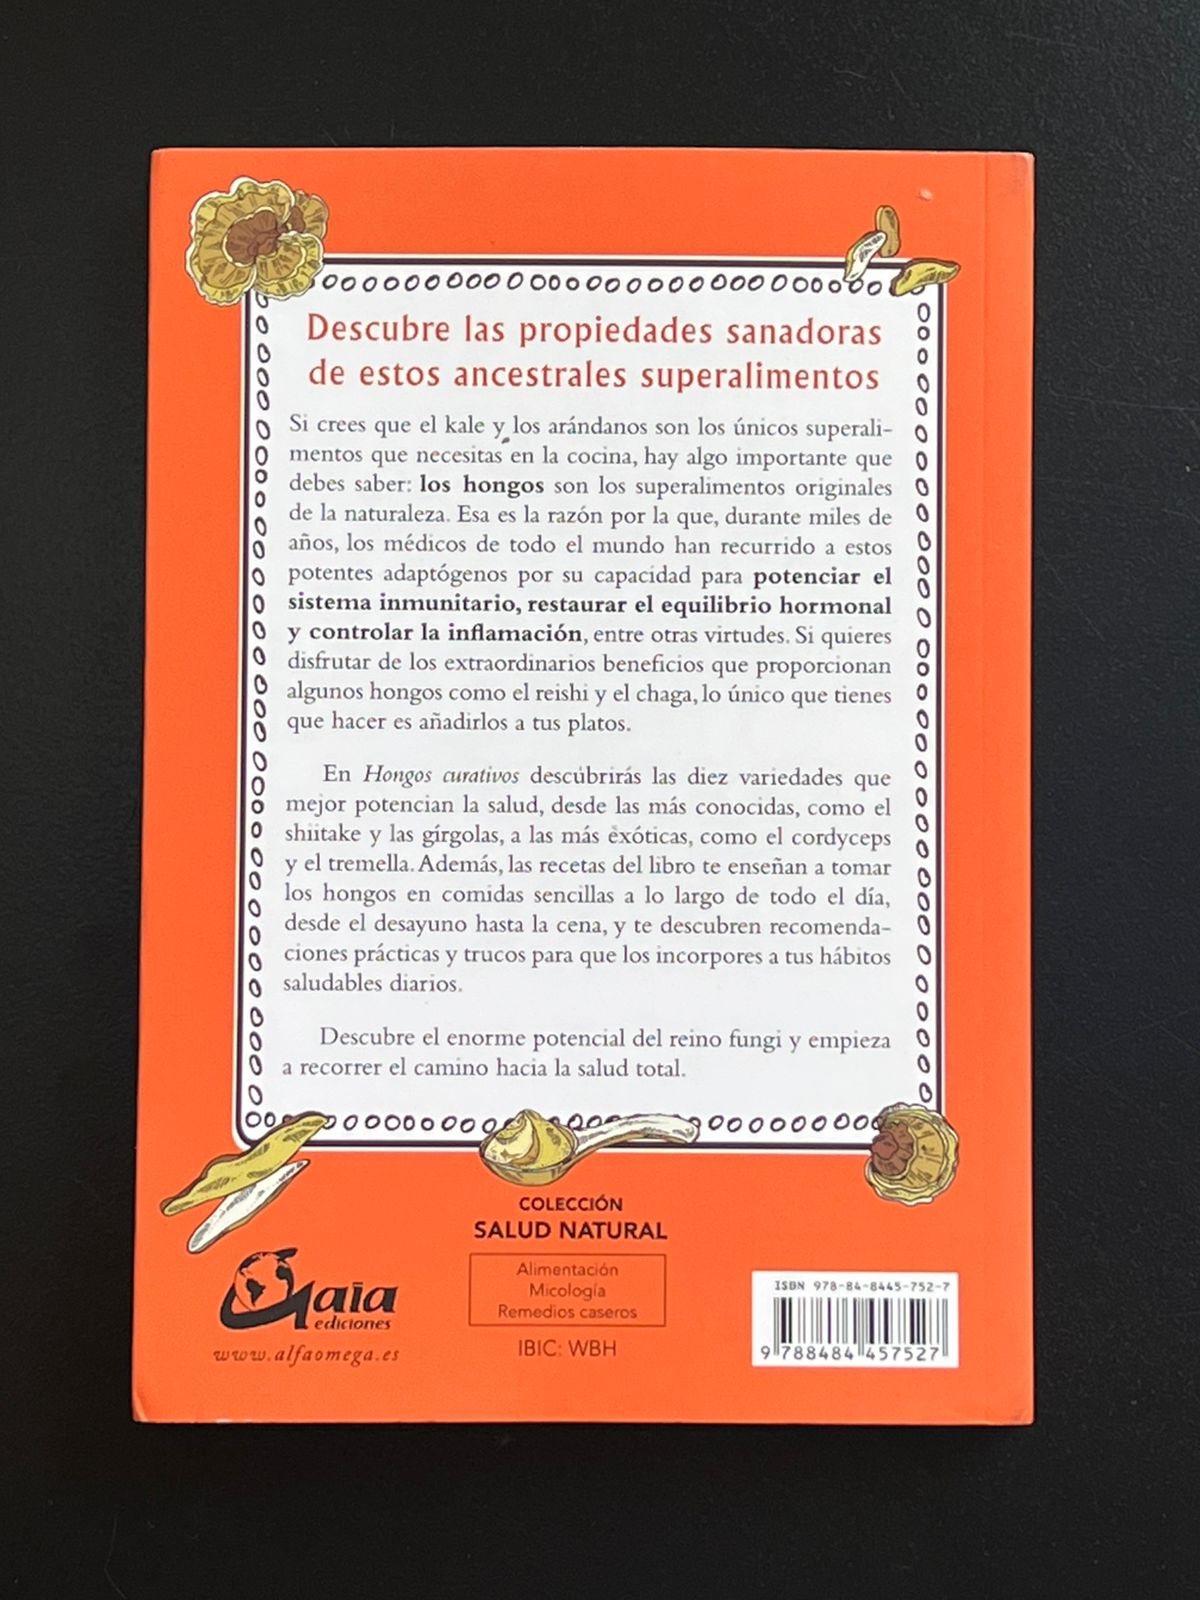 Descubre las propiedades sanadoras
de estos ancestrales superalimentos
Si crees que el kale y los arándanos son los únicos superali-
mentos que necesitas en la cocina, hay algo importante que
debes saber: los hongos son los superalimentos originales
de la naturaleza. Esa es la razón por la que, durante miles de
años, los médicos de todo el mundo han recurrido a estos
potentes adaptógenos por su capacidad para potenciar el
sistema inmunitario, restaurar el equilibrio hormonal
y controlar la inflamación, entre otras virtudes. Si quieres
disfrutar de los extraordinarios beneficios que proporcionan
algunos hongos como el reishi y el chaga, lo único que tienes
que hacer es añadirlos a tus platos.
En Hongos curativos descubrirás las diez variedades que
mejor potencian la salud, desde las más conocidas, como el
shiitake y las gírgolas, a las más exóticas, como el cordyceps
y el tremella. Además, las recetas del libro te enseñan a tomar
los hongos en comidas sencillas a lo largo de todo el día,
desde el desayuno hasta la cena, y te descubren recomenda-
ciones prácticas y trucos para que los incorpores a tus hábitos
saludables diarios.
Descubre el enorme potencial del reino fungi y empieza
a recorrer el camino hacia la salud total.
COLECCIÓN
SALUD NATURAL
Alimentación
Micología
Remedios caseros
IBIC: WBH
Gaia
ediciones
www.alfaomega.es
ISBN 978-84-8445-752-7
9 788484 457527